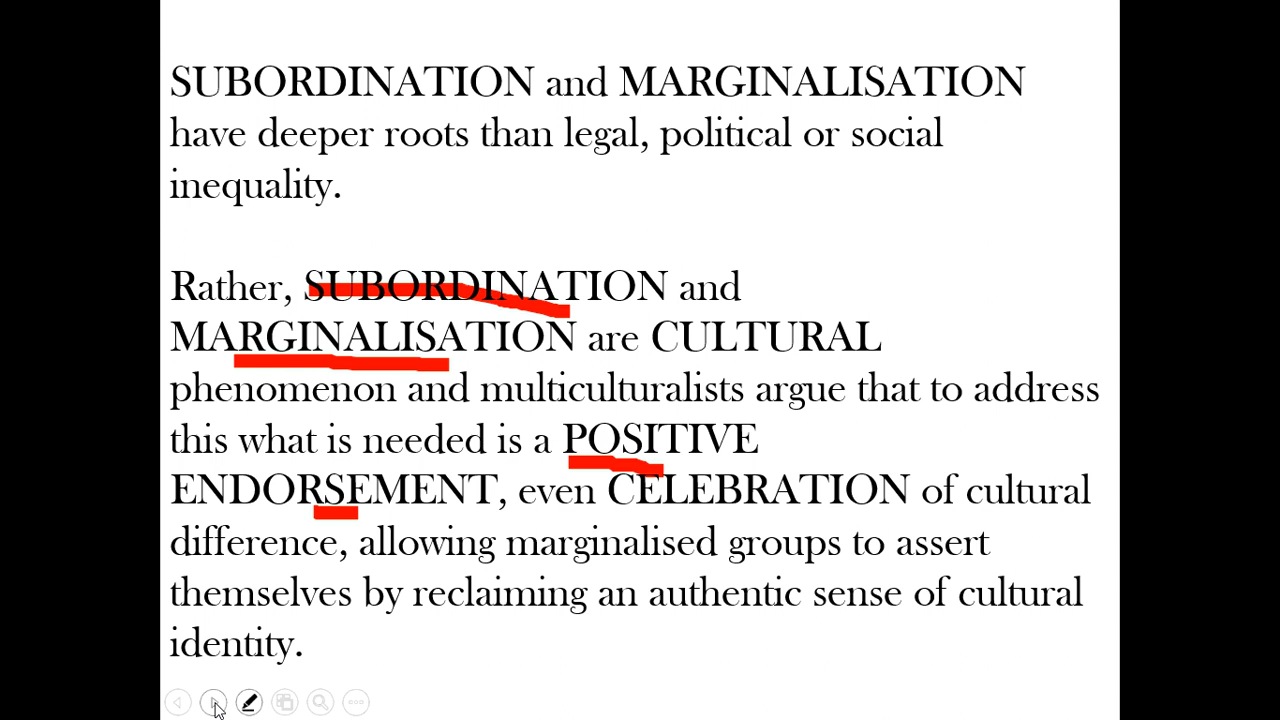 SUBORDINATION and MARGINALISATION
have deeper roots than legal, political or social
inequality.
Rather, SUBORDINATION and
MARGINALISATION are CULTURAL
phenomenon and multiculturalists argue that to address
this what is needed is a POSITIVE
ENDORSEMENT, even CELEBRATION of cultural
difference, allowing marginalised groups to assert
themselves by reclaiming an authentic sense of cultural
identity.